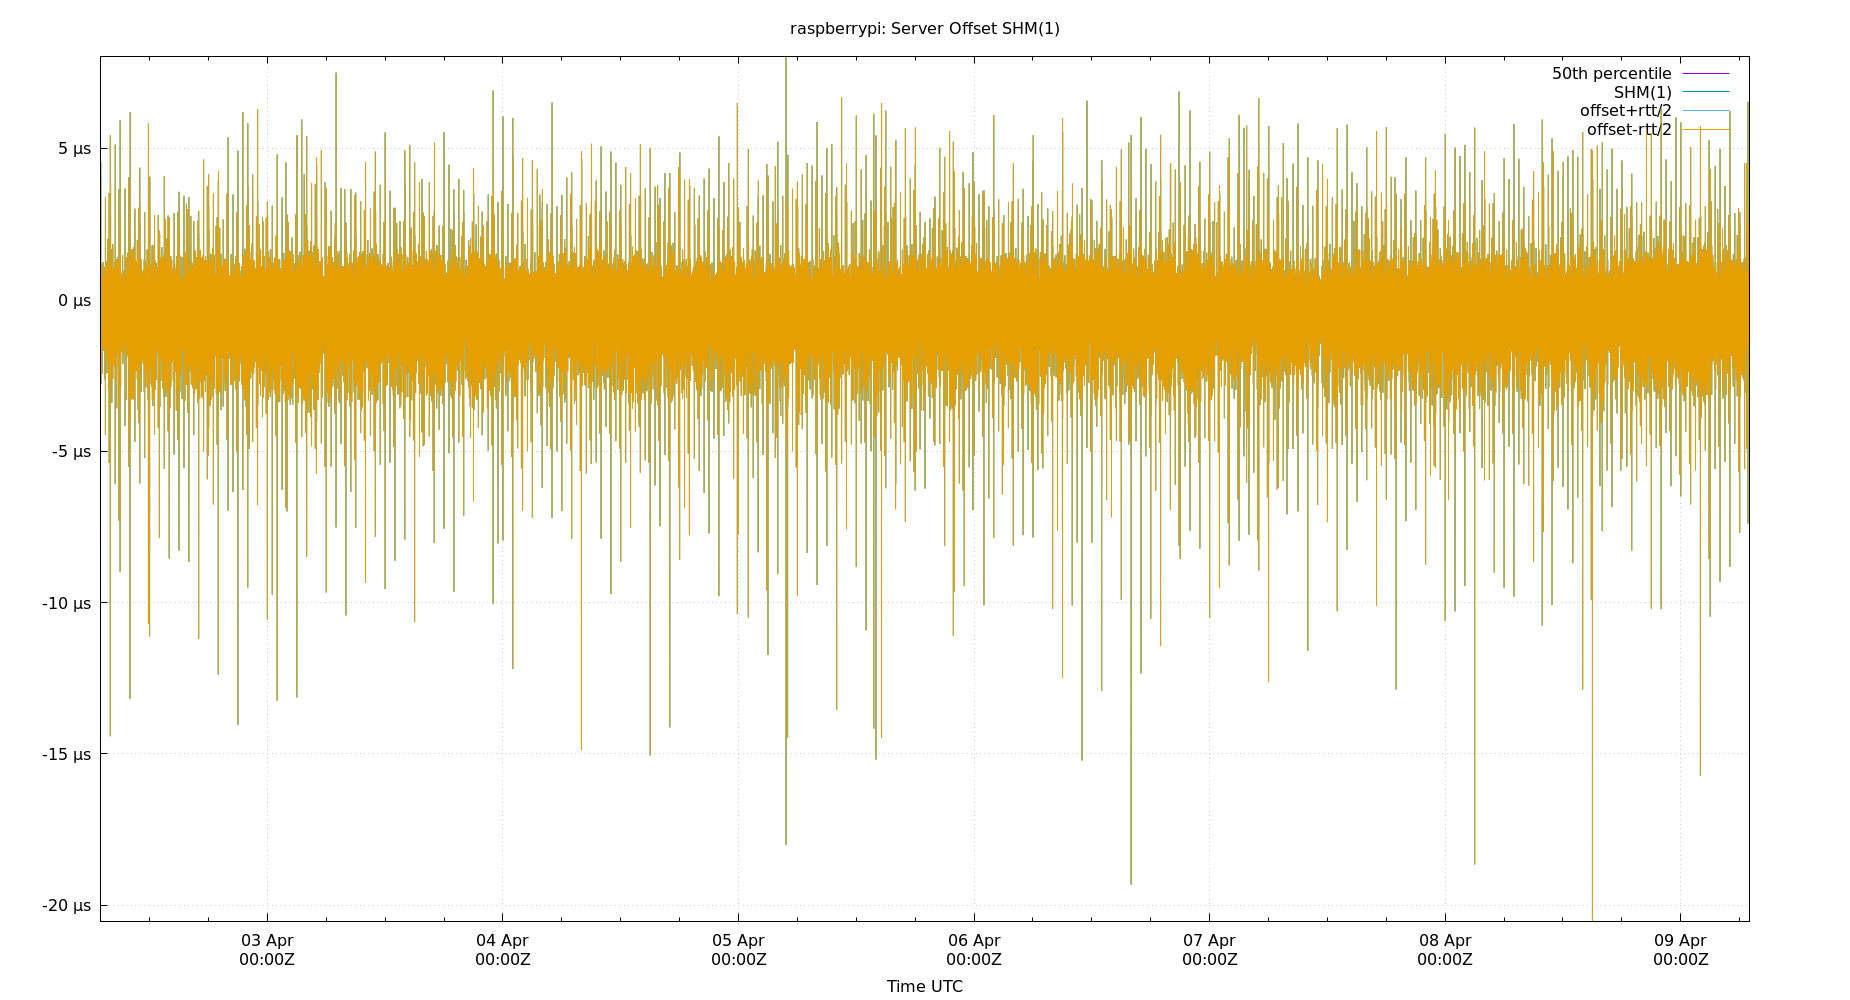 raspberrypi: Server Offset SHM(1)
50th percentile
SHM(1)
offset+rtt/2
offset-rtt/2
5 µs
0 µs
-5 µs
-10 µs
-15 µs
-20 µs
03 Apr 04 Apr 05 Apr 06 Apr 07 Apr 08 Apr 09 Apr
00:00Z 00:00Z 00:00Z 00:00Z 00:00Z 00:00Z 00:00Z
Time UTC